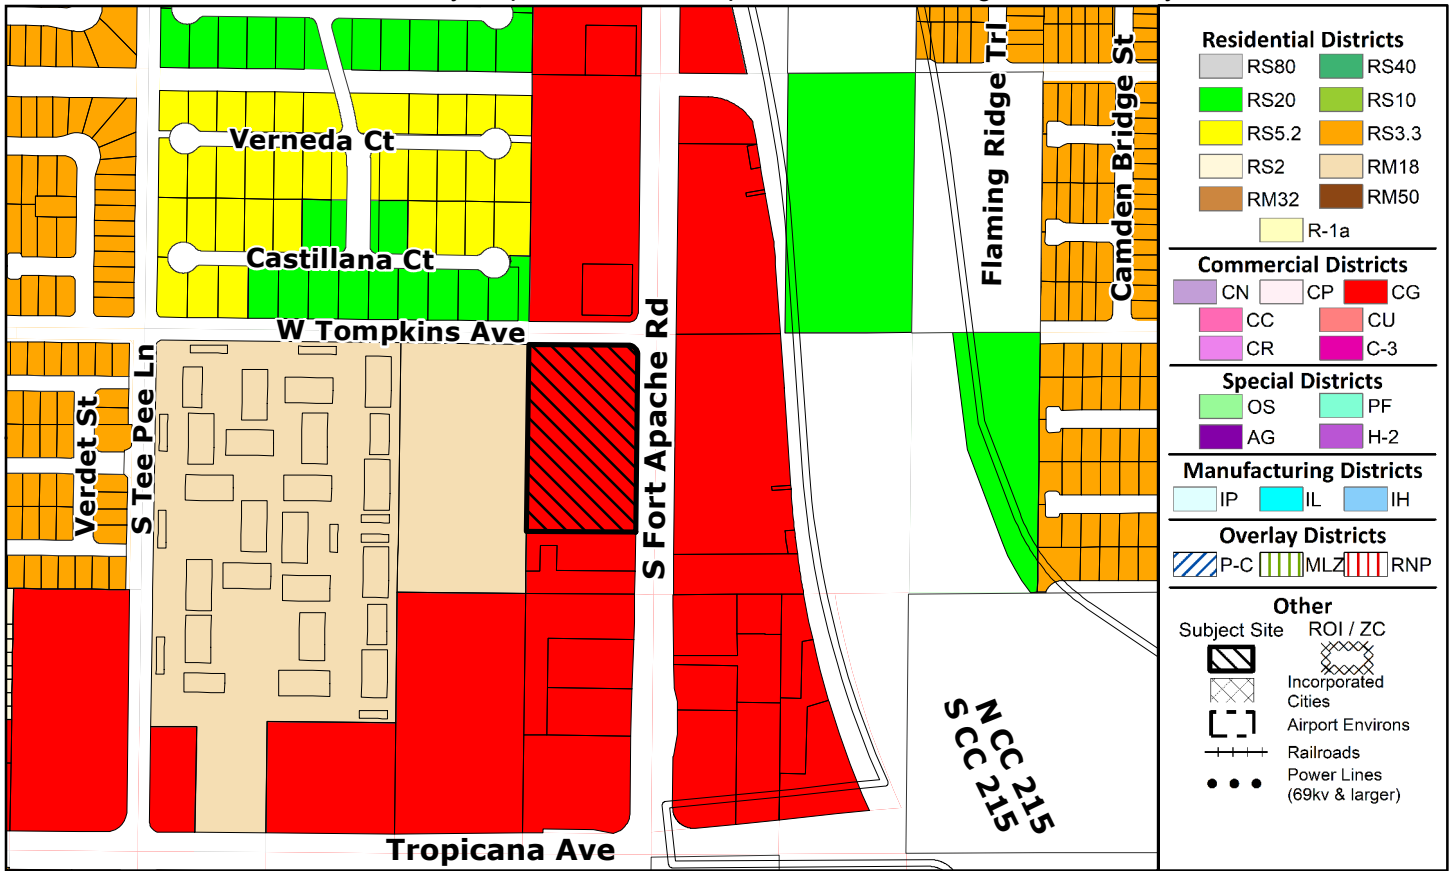 Verneda Ct
Castillana Ct
W Tompkins Ave
S Fort Apache Rd
Flaming Ridge Trl
Camden Bridge St
Verdet St
S Tee Pee Ln
N CC 215
S CC 215
Tropicana Ave
Residential Districts
RS80 RS40
RS20 RS10
RS5.2 RS3.3
RS2 RM18
RM32 RM50
R-1a
Commercial Districts
CN CP CG
CC CU
CR C-3
Special Districts
OS PF
AG H-2
Manufacturing Districts
IP IL IH
Overlay Districts
P-C MLZ RNP
Other
Subject Site ROI / ZC
Incorporated
Cities
Airport Environs
Railroads
Power Lines
(69kv & larger)